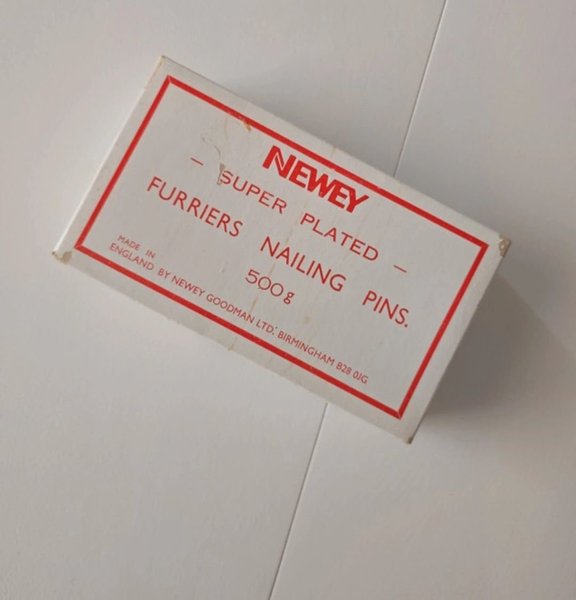 NEWEY
— SUPER PLATED —
FURRIERS NAILING PINS.
500g
MADE IN
ENGLAND BY NEWEY GOODMAN LTD. BIRMINGHAM B28 0JG